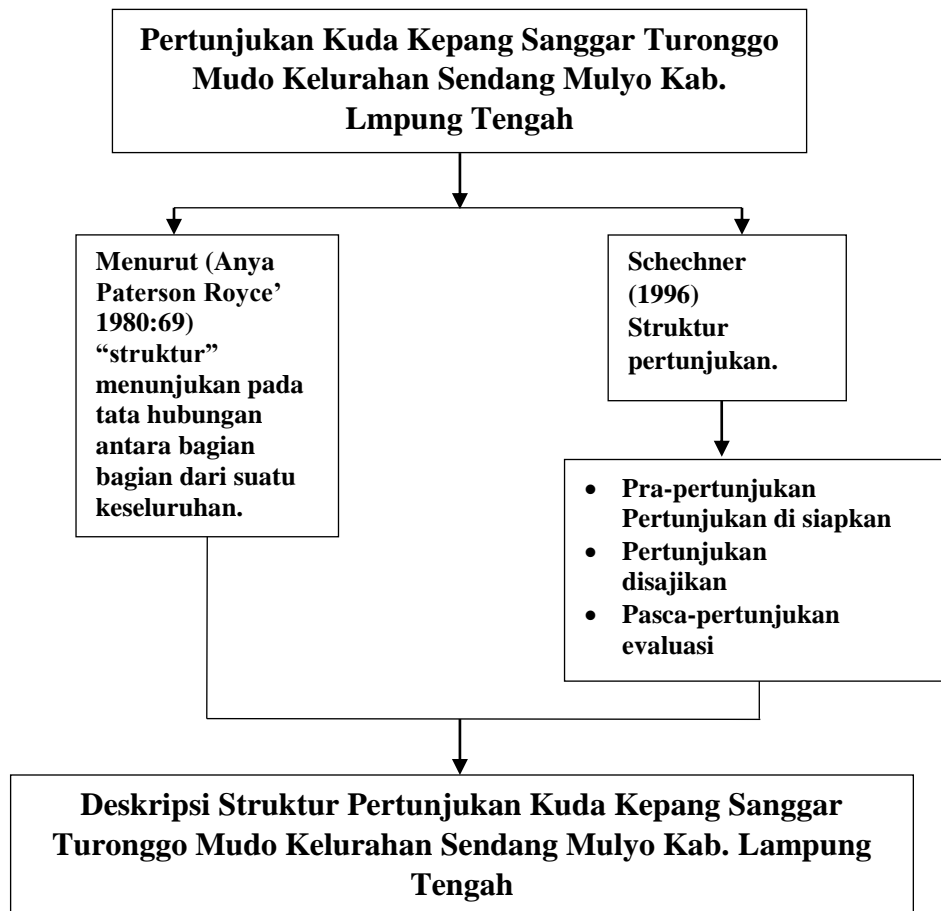 Pertunjukan Kuda Kepang Sanggar Turonggo
Mudo Kelurahan Sendang Mulyo Kab.
Lmpung Tengah
Menurut (Anya
Paterson Royce’
1980:69)
“struktur”
menunjukan pada
tata hubungan
antara bagian
bagian dari suatu
keseluruhan.
Schechner
(1996)
Struktur
pertunjukan.
• Pra-pertunjukan
Pertunjukan di siapkan
• Pertunjukan
disajikan
• Pasca-pertunjukan
evaluasi
Deskripsi Struktur Pertunjukan Kuda Kepang Sanggar
Turonggo Mudo Kelurahan Sendang Mulyo Kab. Lampung
Tengah